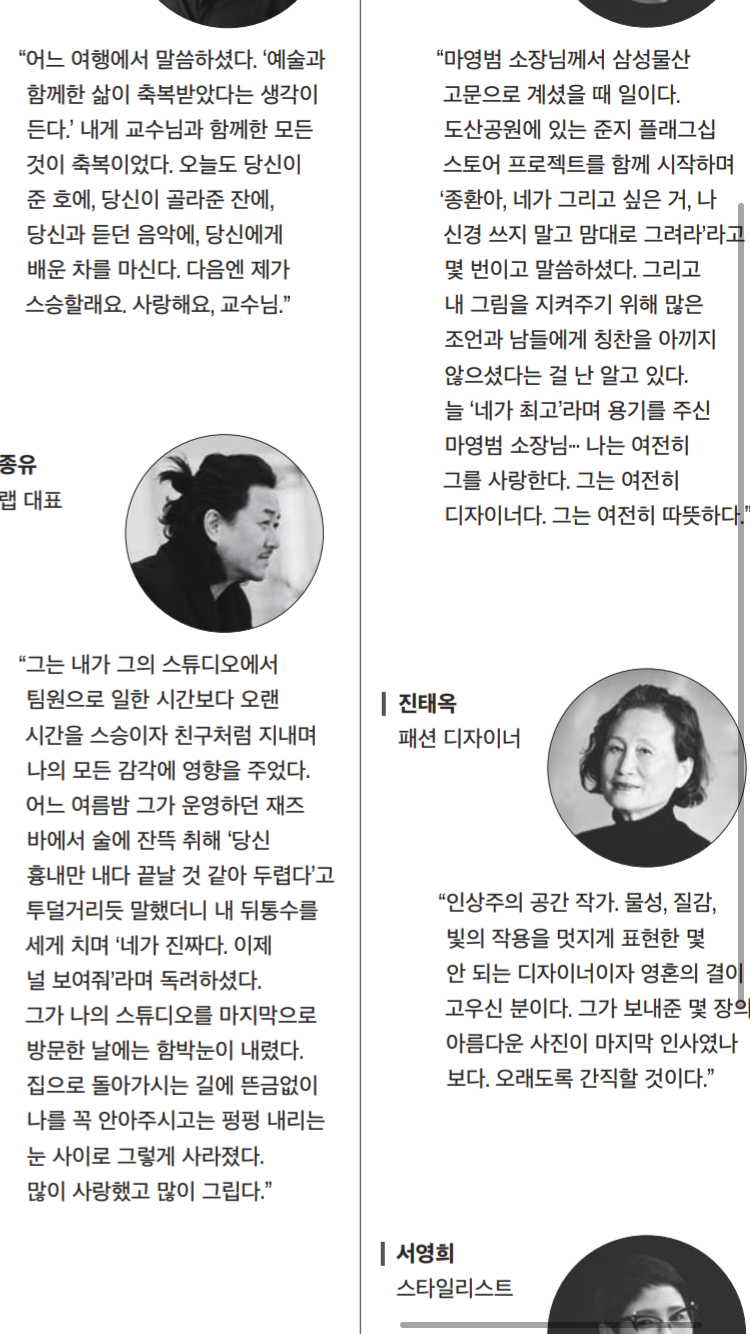 “어느 여행에서 말씀하셨다. ‘예술과
함께한 삶이 축복받았다는 생각이
든다.’ 내게 교수님과 함께한 모든
것이 축복이었다. 오늘도 당신이
준 호에, 당신이 골라준 잔에,
당신과 듣던 음악에, 당신에게
배운 차를 마신다. 다음엔 제가
스승할래요. 사랑해요, 교수님.”
종유
랩 대표
“그는 내가 그의 스튜디오에서
팀원으로 일한 시간보다 오랜
시간을 스승이자 친구처럼 지내며
나의 모든 감각에 영향을 주었다.
어느 여름밤 그가 운영하던 재즈
바에서 술에 잔뜩 취해 ‘당신
흉내만 내다 끝날 것 같아 두렵다’고
투덜거리듯 말했더니 내 뒤통수를
세게 치며 ‘네가 진짜다. 이제
널 보여줘’라며 독려하셨다.
그가 나의 스튜디오를 마지막으로
방문한 날에는 함박눈이 내렸다.
집으로 돌아가시는 길에 뜬금없이
나를 꼭 안아주시고는 펑펑 내리는
눈 사이로 그렇게 사라졌다.
많이 사랑했고 많이 그립다.”
“마영범 소장님께서 삼성물산
고문으로 계셨을 때 일이다.
도산공원에 있는 준지 플래그십
스토어 프로젝트를 함께 시작하며
‘종환아, 네가 그리고 싶은 거, 나
신경 쓰지 말고 맘대로 그려라’라고
몇 번이고 말씀하셨다. 그리고
내 그림을 지켜주기 위해 많은
조언과 남들에게 칭찬을 아끼지
않으셨다는 걸 난 알고 있다.
늘 ‘네가 최고’라며 용기를 주신
마영범 소장님… 나는 여전히
그를 사랑한다. 그는 여전히
디자이너다. 그는 여전히 따뜻하다.”
진태옥
패션 디자이너
“인상주의 공간 작가. 물성, 질감,
빛의 작용을 멋지게 표현한 몇
안 되는 디자이너이자 영혼의 결이
고우신 분이다. 그가 보내준 몇 장의
아름다운 사진이 마지막 인사였나
보다. 오래도록 간직할 것이다.”
서영희
스타일리스트